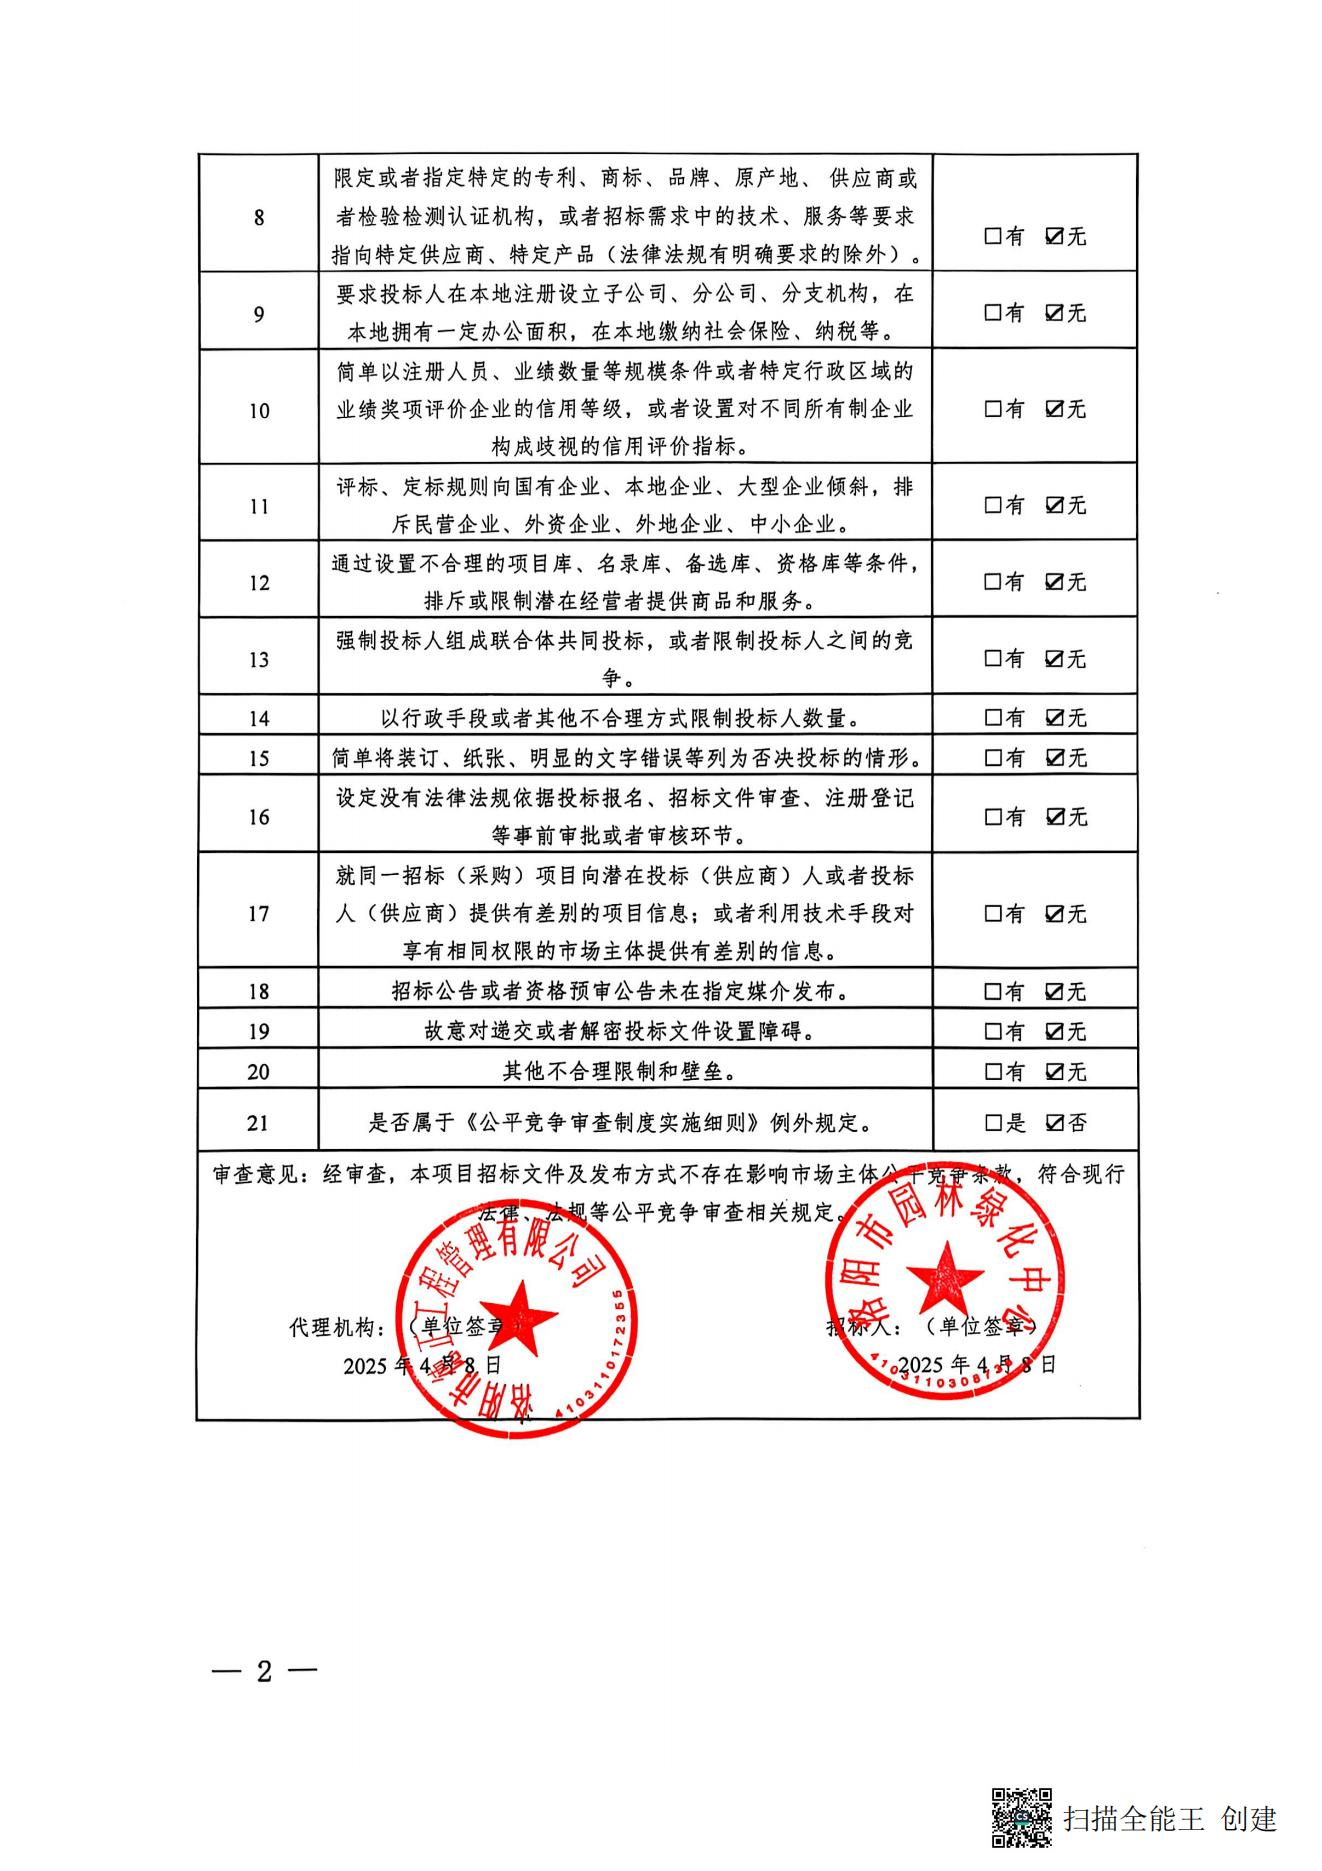 8
限定或者指定特定的专利、商标、品牌、原产地、 供应商或
者检验检测认证机构，或者招标需求中的技术、服务等要求
指向特定供应商、特定产品（法律法规有明确要求的除外）。
□有 ☑无
9
要求投标人在本地注册设立子公司、分公司、分支机构，在
本地拥有一定办公面积，在本地缴纳社会保险、纳税等。
□有 ☑无
10
简单以注册人员、业绩数量等规模条件或者特定行政区域的
业绩奖项评价企业的信用等级，或者设置对不同所有制企业
构成歧视的信用评价指标。
□有 ☑无
11
评标、定标规则向国有企业、本地企业、大型企业倾斜，排
斥民营企业、外资企业、外地企业、中小企业。
□有 ☑无
12
通过设置不合理的项目库、名录库、备选库、资格库等条件，
排斥或限制潜在经营者提供商品和服务。
□有 ☑无
13
强制投标人组成联合体共同投标，或者限制投标人之间的竞
争。
□有 ☑无
14
以行政手段或者其他不合理方式限制投标人数量。
□有 ☑无
15
简单将装订、纸张、明显的文字错误等列为否决投标的情形。
□有 ☑无
16
设定没有法律法规依据投标报名、招标文件审查、注册登记
等事前审批或者审核环节。
□有 ☑无
17
就同一招标（采购）项目向潜在投标（供应商）人或者投标
人（供应商）提供有差别的项目信息；或者利用技术手段对
享有相同权限的市场主体提供有差别的信息。
□有 ☑无
18
招标公告或者资格预审公告未在指定媒介发布。
□有 ☑无
19
故意对递交或者解密投标文件设置障碍。
□有 ☑无
20
其他不合理限制和壁垒。
□有 ☑无
21
是否属于《公平竞争审查制度实施细则》例外规定。
□是 ☑否
审查意见：经审查，本项目招标文件及发布方式不存在影响市场主体公平竞争条款，符合现行
法律、法规等公平竞争审查相关规定。
代理机构：（单位签章）
2025 年 4 月 8 日
洛阳市 正工程管理有限公司
4103110172355
招标人：（单位签章）
2025 年 4 月 8 日
洛阳市园林绿化中心
41031103087
— 2 —
CS
扫描全能王 创建